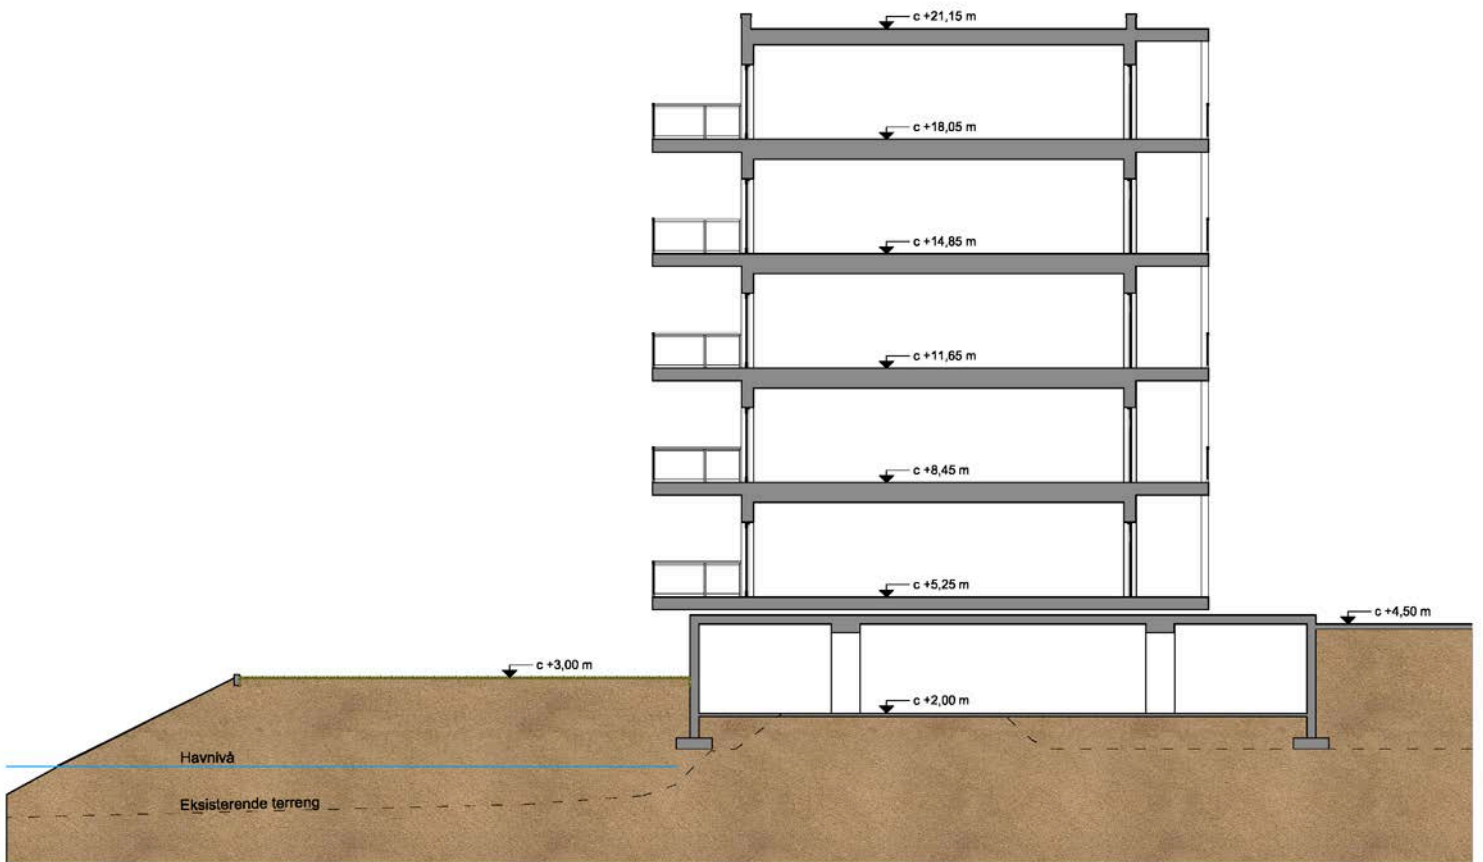 c +21,15 m
c +18,05 m
c +14,85 m
c +11,65 m
c +8,45 m
c +5,25 m
c +4,50 m
c +3,00 m
c +2,00 m
Havnivå
Eksisterende terreng